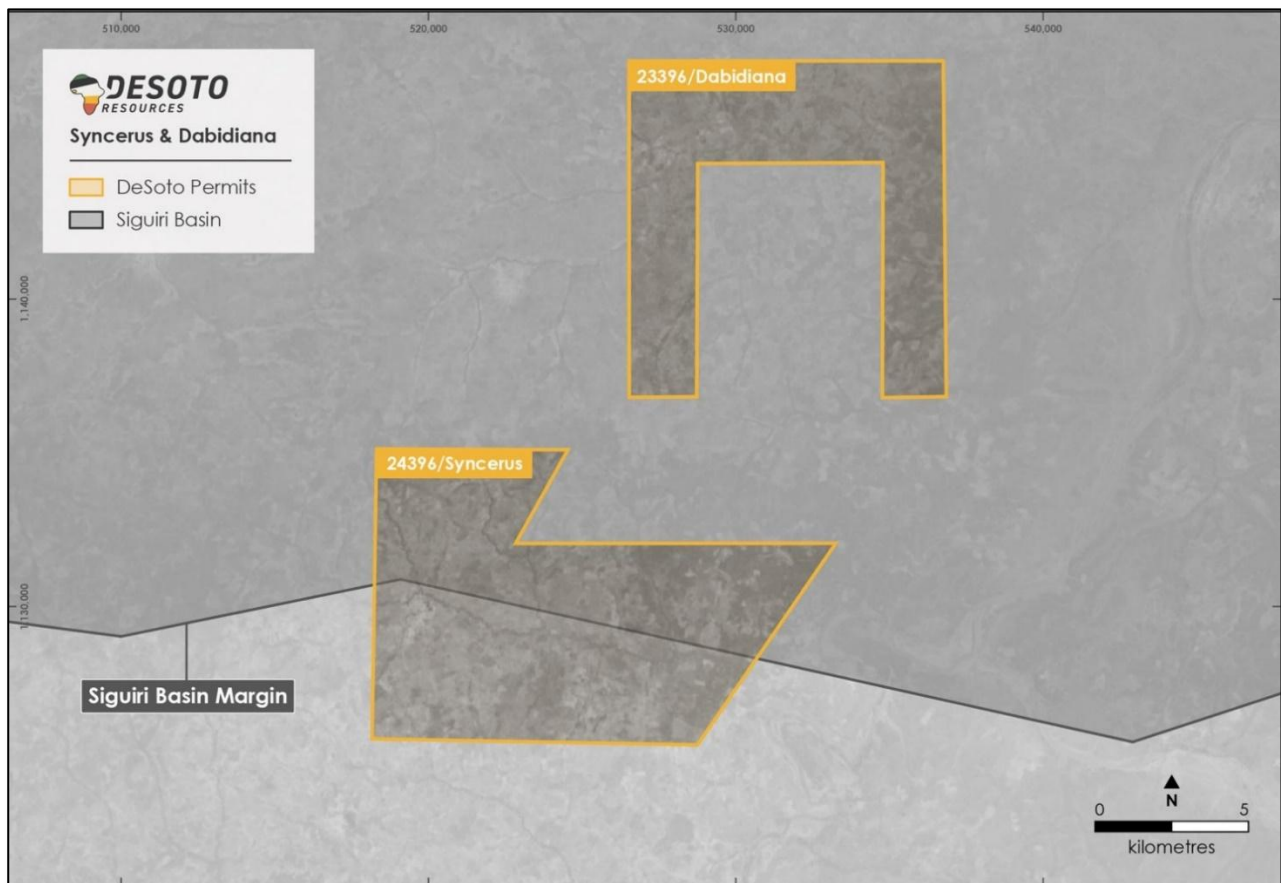 510,000
520,000
530,000
540,000
DESOTO
RESOURCES
Syncerus & Dabidiana
DeSoto Permits
Siguiri Basin
23396/Dabidiana
1,140,000
24396/Syncerus
1,130,000
Siguiri Basin Margin
N
0 5
kilometres